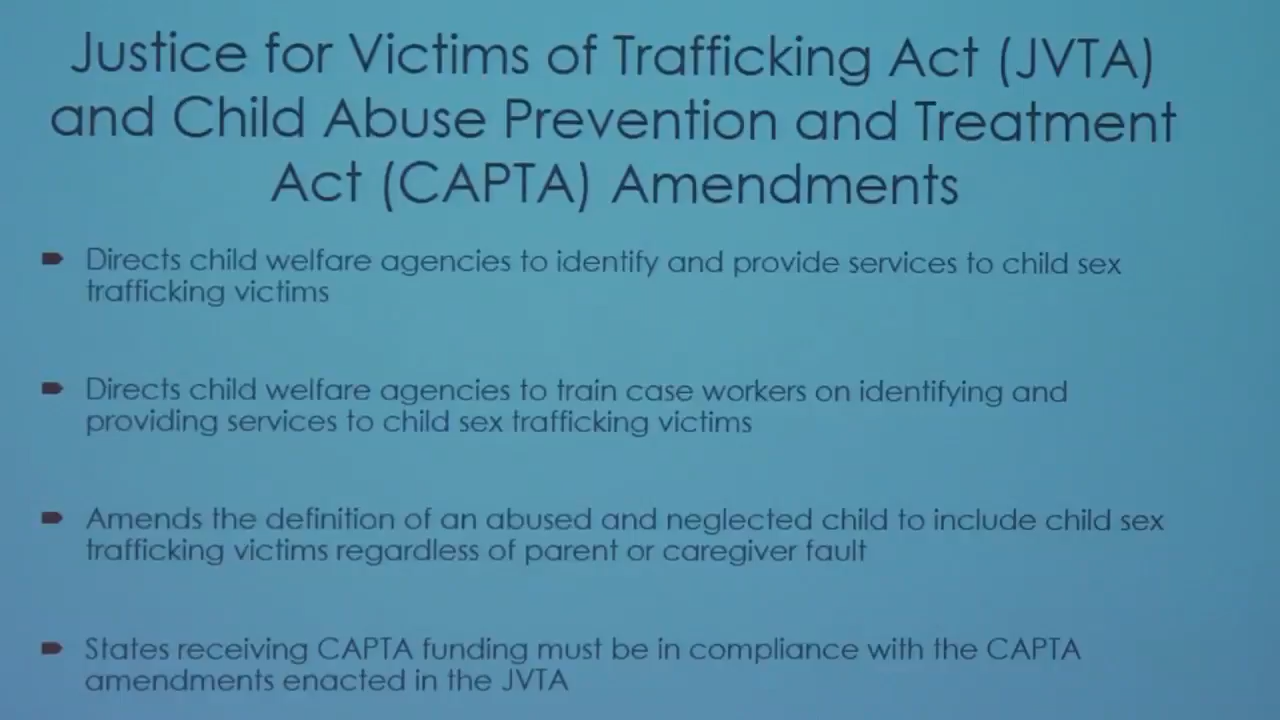 Justice for Victims of Trafficking Act (JVTA)
and Child Abuse Prevention and Treatment
Act (CAPTA) Amendments
Directs child welfare agencies to identify and provide services to child sex
trafficking victims
Directs child welfare agencies to train case workers on identifying and
providing services to child sex trafficking victims
Amends the definition of an abused and neglected child to include child sex
trafficking victims regardless of parent or caregiver fault
States receiving CAPTA funding must be in compliance with the CAPTA
amendments enacted in the JVTA